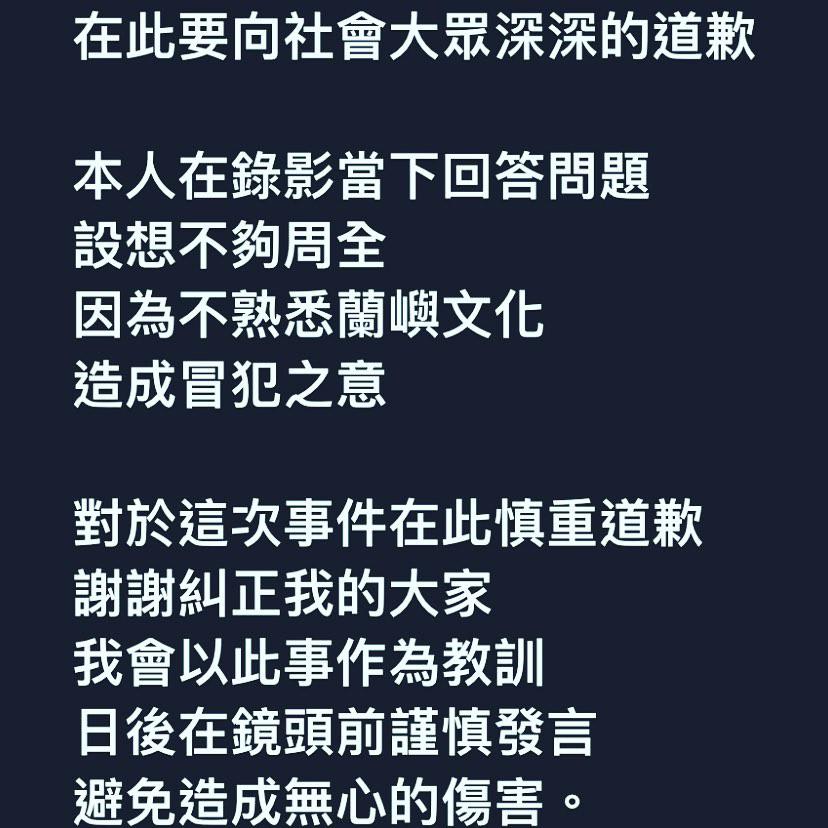 在此要向社會大眾深深的道歉
本人在錄影當下回答問題
設想不夠周全
因為不熟悉蘭嶼文化
造成冒犯之意
對於這次事件在此慎重道歉
謝謝糾正我的大家
我會以此事作為教訓
日後在鏡頭前謹慎發言
避免造成無心的傷害。